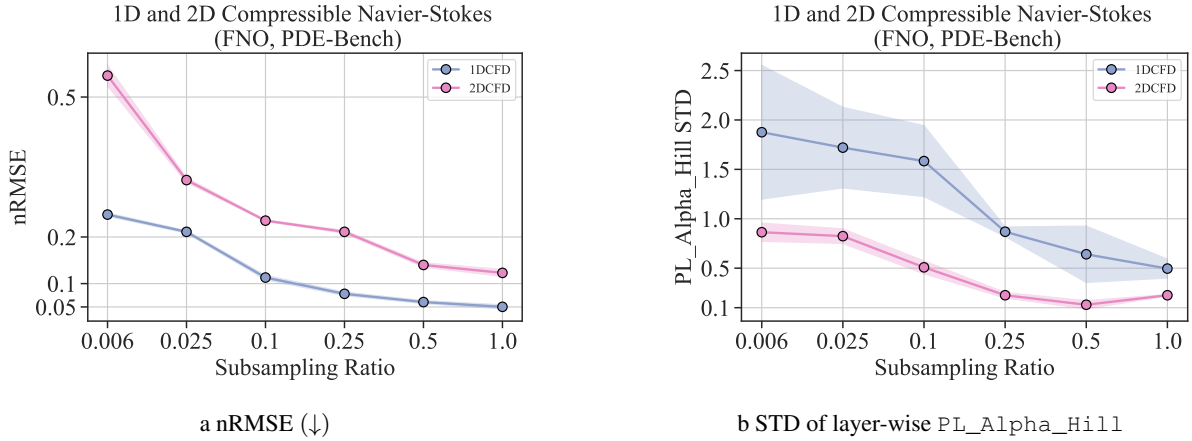 1D and 2D Compressible Navier-Stokes
(FNO, PDE-Bench)
nRMSE
0.5
0.2
0.1
0.05
1DCFD
2DCFD
0.006 0.025 0.1 0.25 0.5 1.0
Subsampling Ratio
a nRMSE (↓)
1D and 2D Compressible Navier-Stokes
(FNO, PDE-Bench)
PL_Alpha_Hill STD
2.5
2.0
1.5
1.0
0.5
0.1
1DCFD
2DCFD
0.006 0.025 0.1 0.25 0.5 1.0
Subsampling Ratio
b STD of layer-wise PL_Alpha_Hill